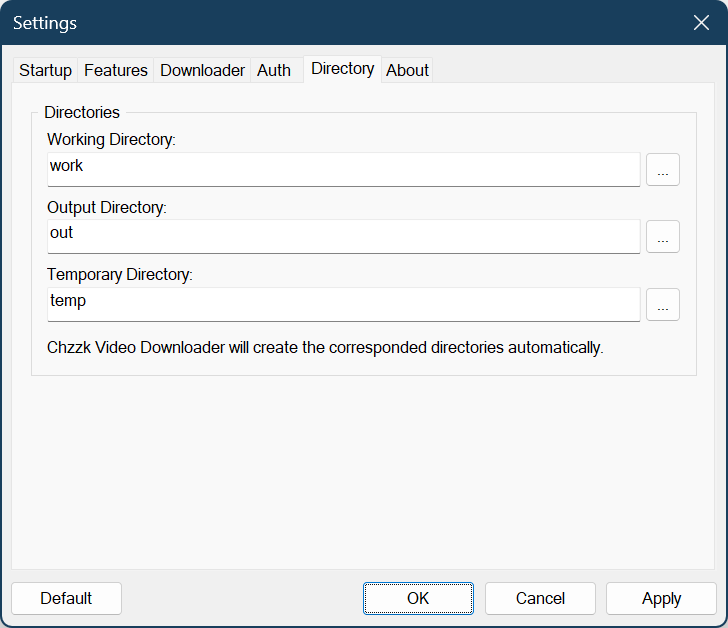 Settings
Startup Features Downloader Auth Directory About
Directories
Working Directory:
work
...
Output Directory:
out
...
Temporary Directory:
temp
...
Chzzk Video Downloader will create the corresponded directories automatically.
Default OK Cancel Apply